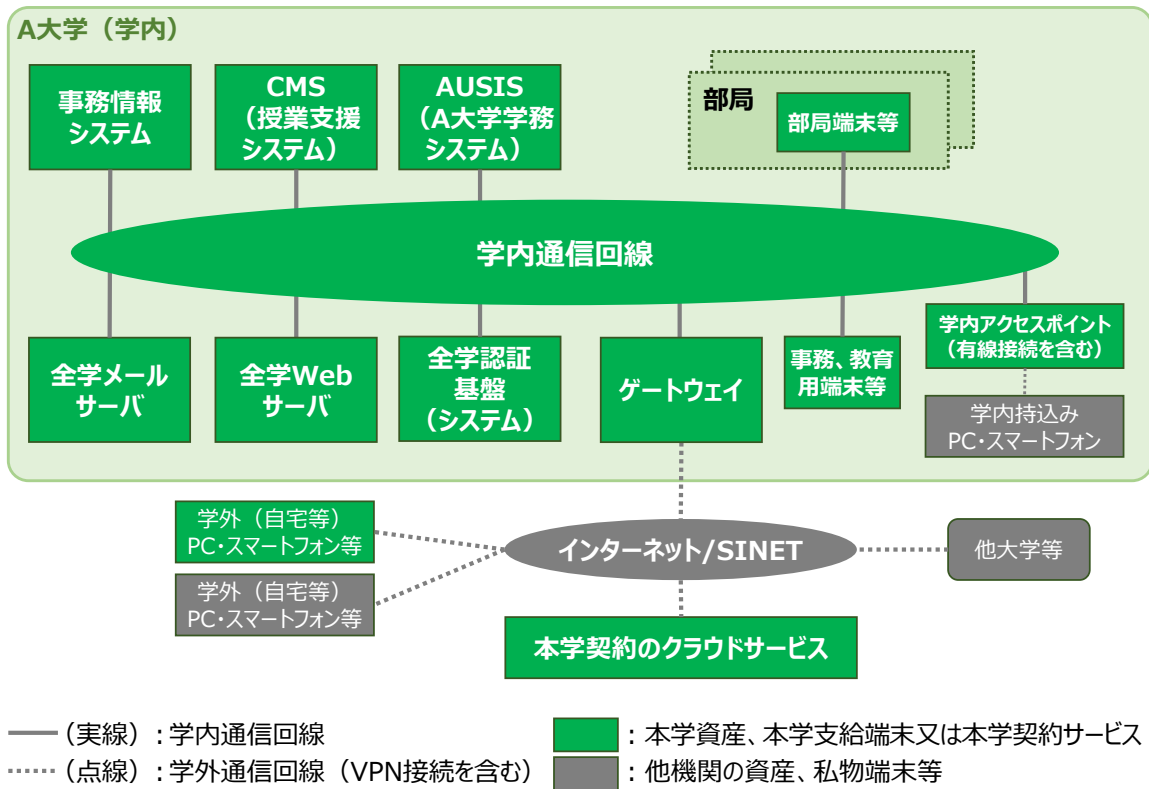 A大学（学内）
事務情報
システム
CMS
（授業支援
システム）
AUSIS
（A大学学務
システム）
部局
部局端末等
学内通信回線
全学メール
サーバ
全学Web
サーバ
全学認証
基盤
（システム）
ゲートウェイ
事務、教育
用端末等
学内アクセスポイント
（有線接続を含む）
学内持込み
PC・スマートフォン
学外（自宅等）
PC・スマートフォン等
学外（自宅等）
PC・スマートフォン等
インターネット/SINET
他大学等
本学契約のクラウドサービス
（実線）：学内通信回線
（点線）：学外通信回線（VPN接続を含む）
：本学資産、本学支給端末又は本学契約サービス
：他機関の資産、私物端末等